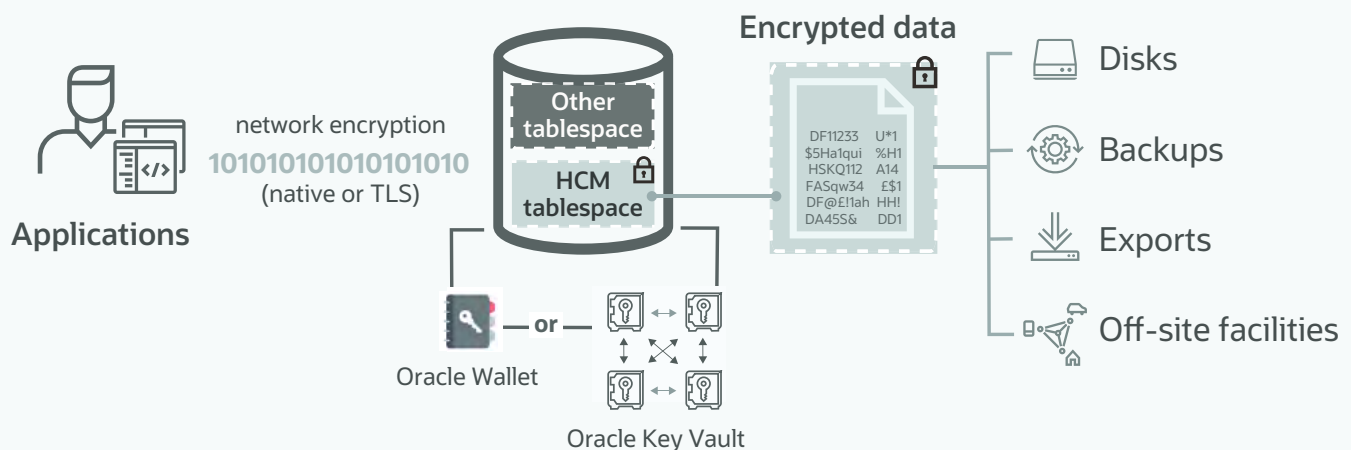 Applications
network encryption
101010101010101010
(native or TLS)
Other
tablespace
HCM
tablespace
Oracle Wallet
or
Oracle Key Vault
Encrypted data
DF11233 U*1
$5Ha1qui %H1
HSKQ112 A14
FASqw34 £$1
DF@£!1ah HH!
DA45S& DD1
Disks
Backups
Exports
Off-site facilities